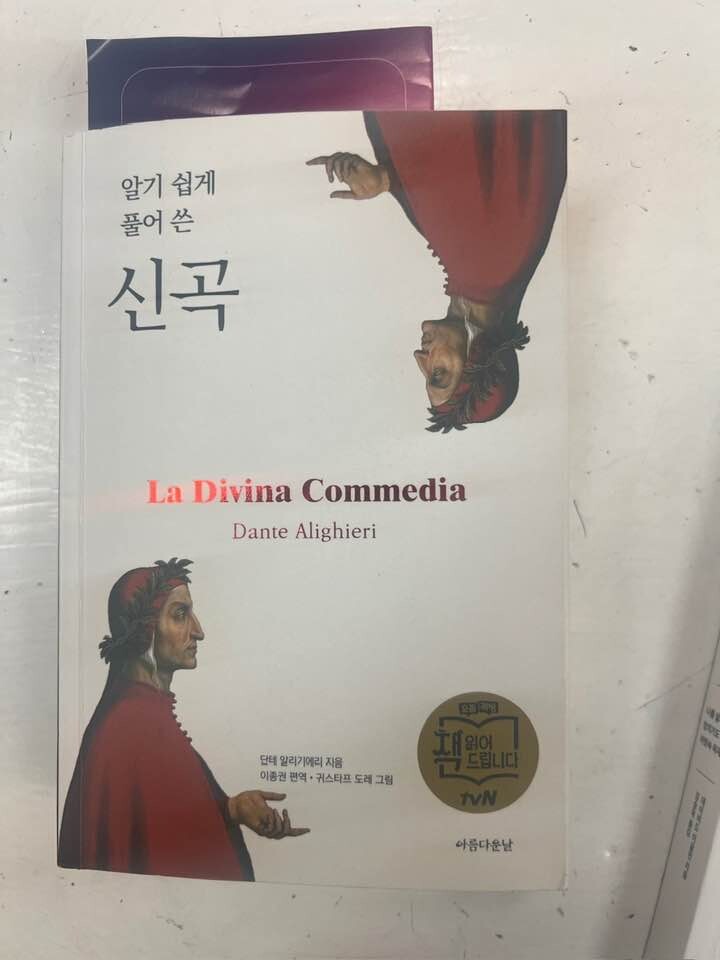 알기 쉽게
풀어 쓴
신곡
La Divina Commedia
Dante Alighieri
단테 알리기에리 지음
이종권 편역 · 귀스타프 도레 그림
책 읽어
드립니다
tvN
아름다운날